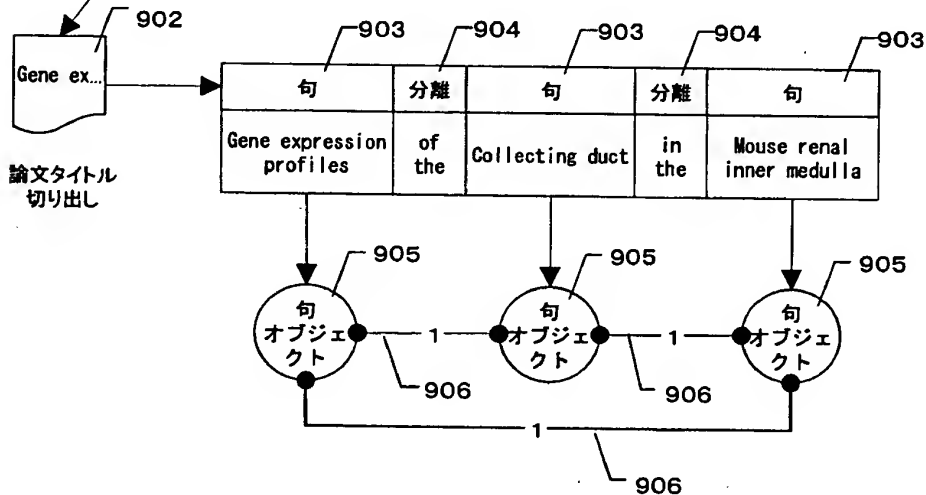 902
903
904
903
904
903
Gene ex...
句
分離
句
分離
句
Gene expression
profiles
of
the
Collecting duct
in
the
Mouse renal
inner medulla
論文タイトル
切り出し
905
905
905
句
オブジェ
クト
1
句
オブジェ
クト
1
句
オブジェ
クト
906
906
1
906